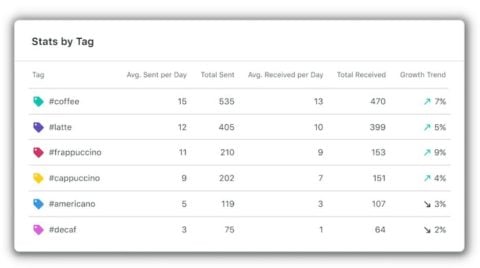 Stats by Tag
Tag Avg. Sent per Day Total Sent Avg. Received per Day Total Received Growth Trend
#coffee 15 535 13 470 ↗ 7%
#latte 12 405 10 399 ↗ 5%
#frappuccino 11 210 9 153 ↗ 9%
#cappuccino 9 202 7 151 ↗ 4%
#americano 5 119 3 107 ↘ 3%
#decaf 3 75 1 64 ↘ 2%